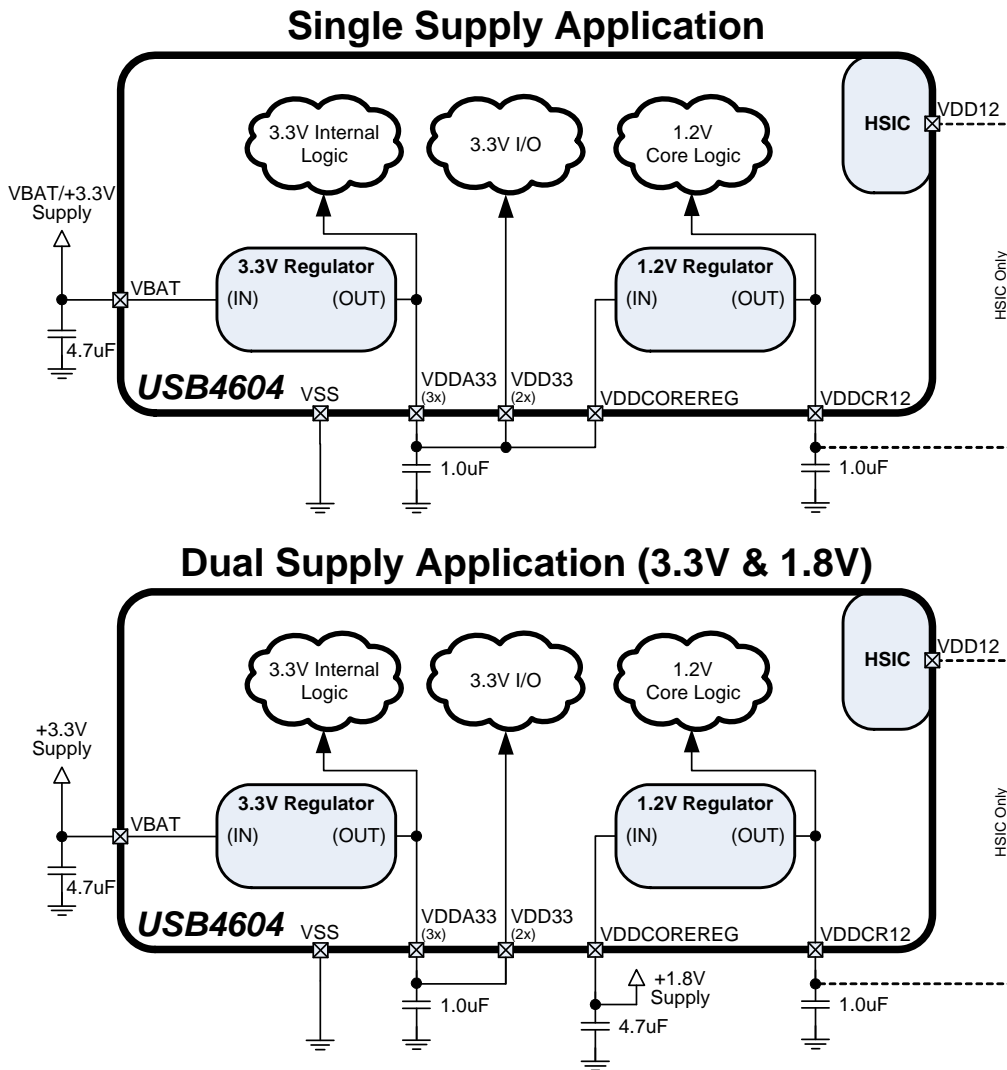 Single Supply Application
3.3V Internal
Logic
3.3V I/O
1.2V
Core Logic
HSIC
VDD12
VBAT/+3.3V
Supply
VBAT
3.3V Regulator
(IN)
(OUT)
1.2V Regulator
(IN)
(OUT)
HSIC Only
4.7uF
USB4604
VSS
VDDA33
(3x)
VDD33
(2x)
VDDCOREREG
VDDCR12
1.0uF
1.0uF
Dual Supply Application (3.3V & 1.8V)
3.3V Internal
Logic
3.3V I/O
1.2V
Core Logic
HSIC
VDD12
+3.3V
Supply
VBAT
3.3V Regulator
(IN)
(OUT)
1.2V Regulator
(IN)
(OUT)
HSIC Only
4.7uF
USB4604
VSS
VDDA33
(3x)
VDD33
(2x)
VDDCOREREG
VDDCR12
1.0uF
+1.8V
Supply
4.7uF
1.0uF